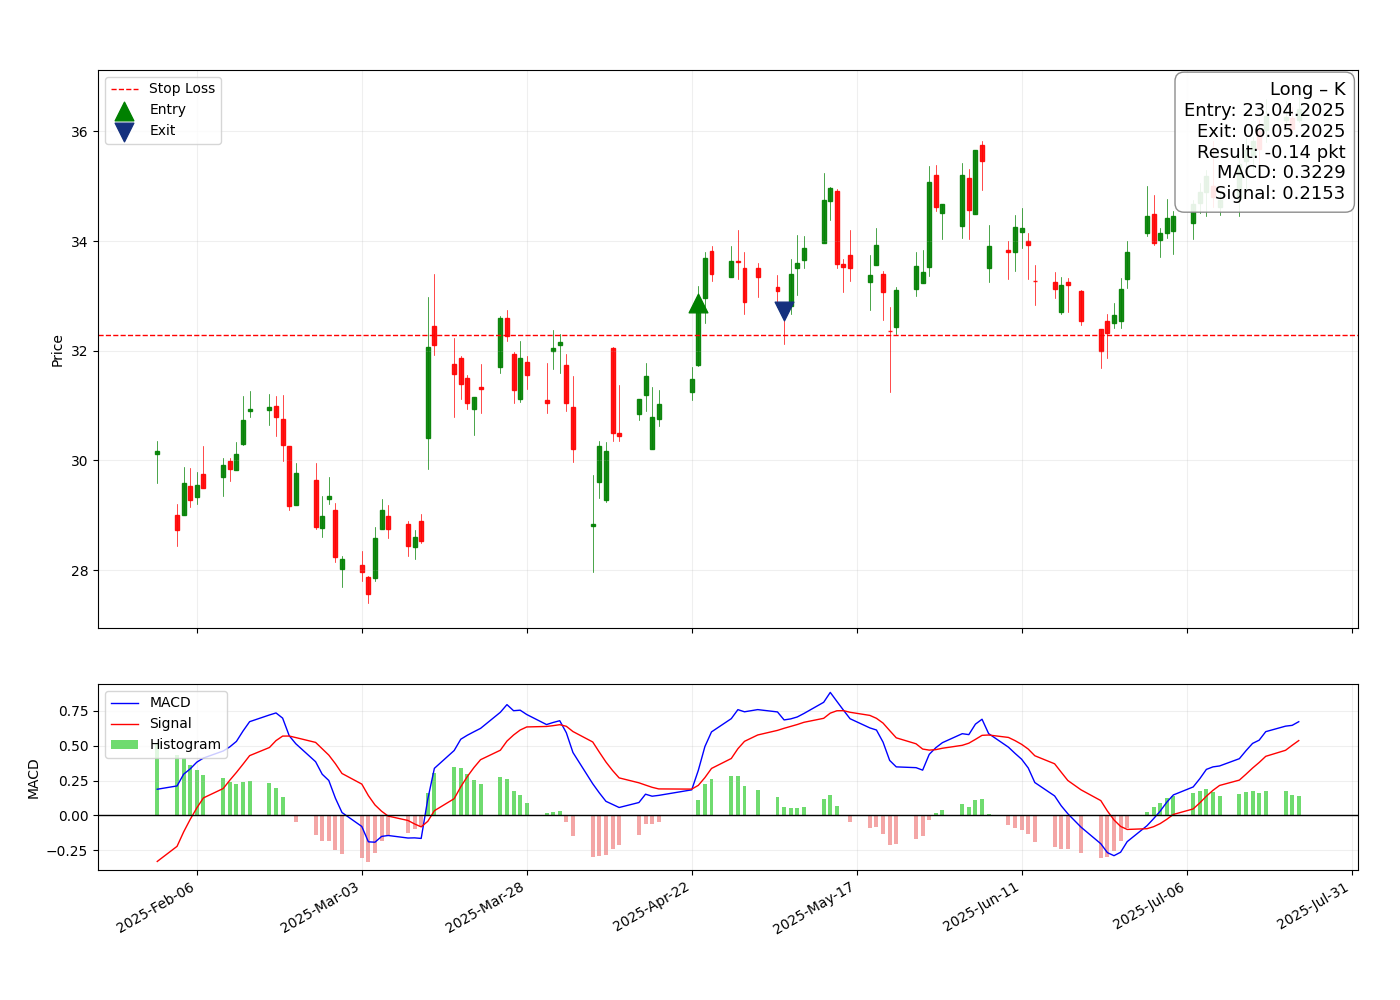 Stop Loss
Entry
Exit
Long – K
Entry: 23.04.2025
Exit: 06.05.2025
Result: -0.14 pkt
MACD: 0.3229
Signal: 0.2153
36
34
32
30
28
Price
MACD
Signal
Histogram
0.75
0.50
0.25
0.00
−0.25
MACD
2025-Feb-06
2025-Mar-03
2025-Mar-28
2025-Apr-22
2025-May-17
2025-Jun-11
2025-Jul-06
2025-Jul-31